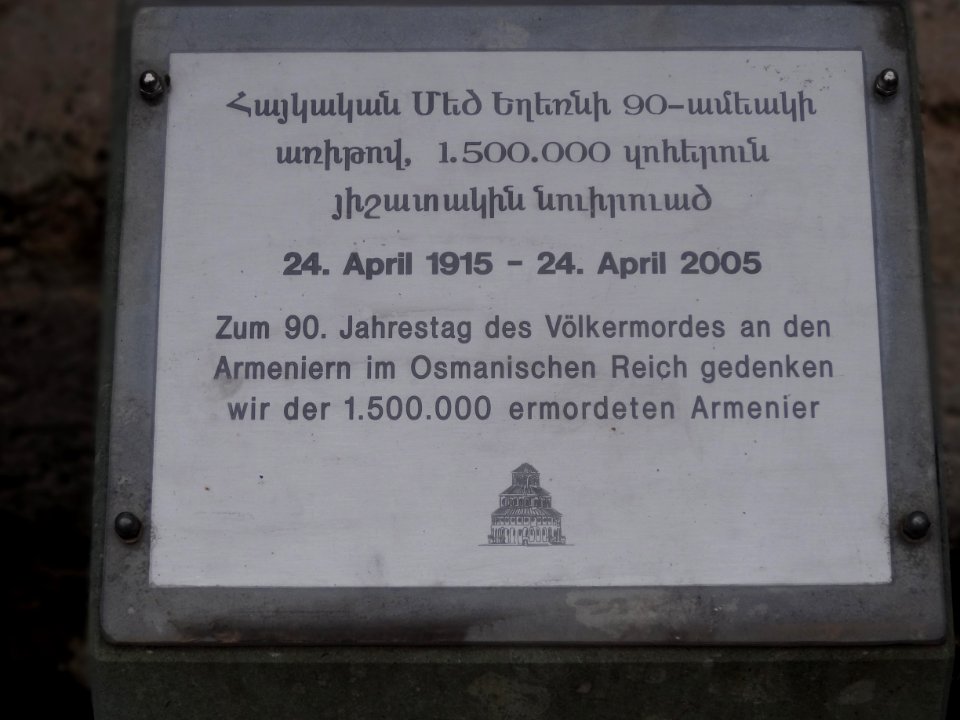 Հայկական Մեծ Եղեռնի 90–ամեակի
առիթով, 1.500.000 զոհերուն
յիշատակին նուիրուած
24. April 1915 - 24. April 2005
Zum 90. Jahrestag des Völkermordes an den
Armeniern im Osmanischen Reich gedenken
wir der 1.500.000 ermordeten Armenier